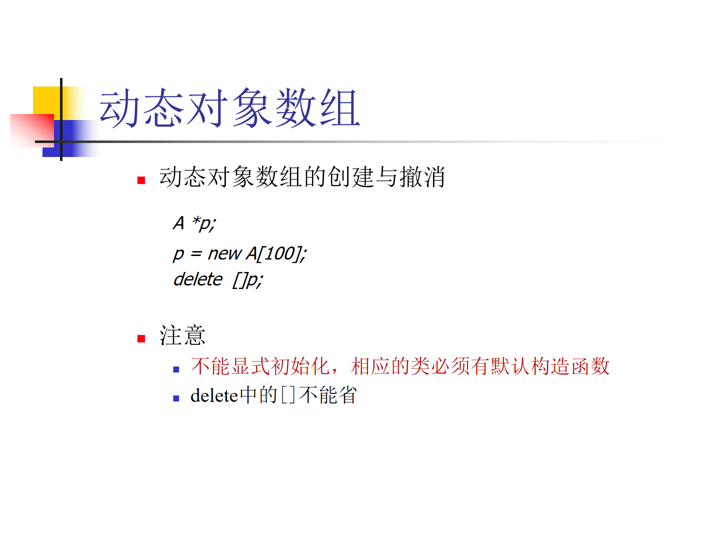 动态对象数组
动态对象数组的创建与撤消
A *p;
p = new A[100];
delete []p;
注意
不能显式初始化，相应的类必须有默认构造函数
delete中的[]不能省